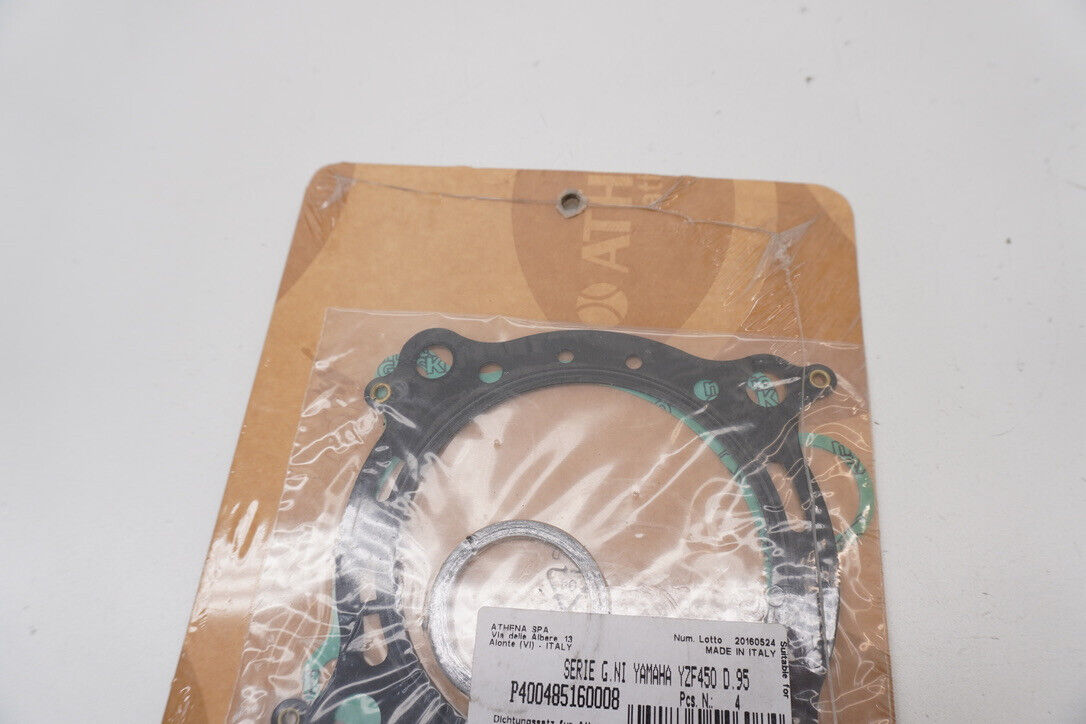 ATH
ATHENA SPA
Via delle Albere, 13
Alonte (VI) - ITALY
Num. Lotto 20160524
MADE IN ITALY
Suitable for
SERIE G.NI YAMAHA YZF450 D.95
P400485160008
Pcs. N.: 4